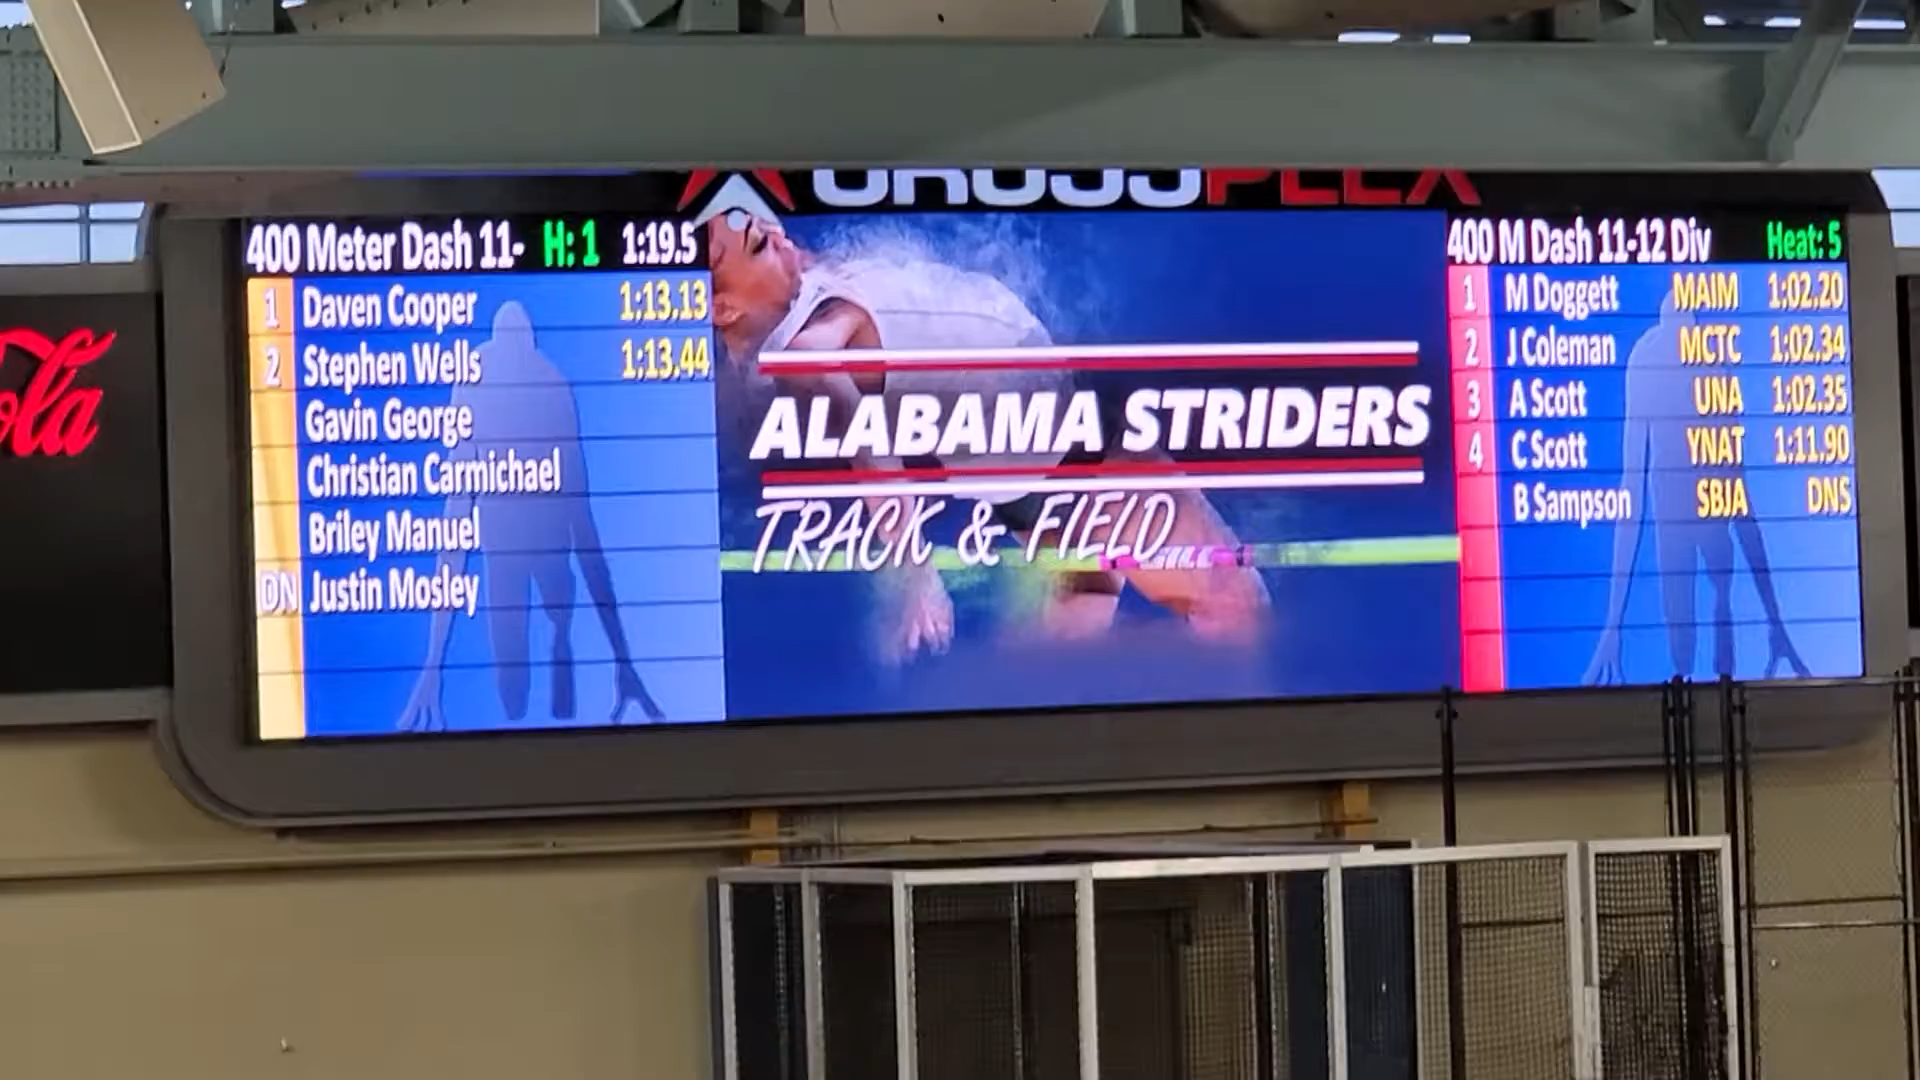 CROSSPLEX
400 Meter Dash 11- H: 1 1:19.5
1 Daven Cooper 1:13.13
2 Stephen Wells 1:13.44
Gavin George
Christian Carmichael
Briley Manuel
DN Justin Mosley
ALABAMA STRIDERS
TRACK & FIELD
400 M Dash 11-12 Div Heat: 5
1 M Doggett MAIM 1:02.20
2 J Coleman MCTC 1:02.34
3 A Scott UNA 1:02.35
4 C Scott YNAT 1:11.90
B Sampson SBJA DNS
ola